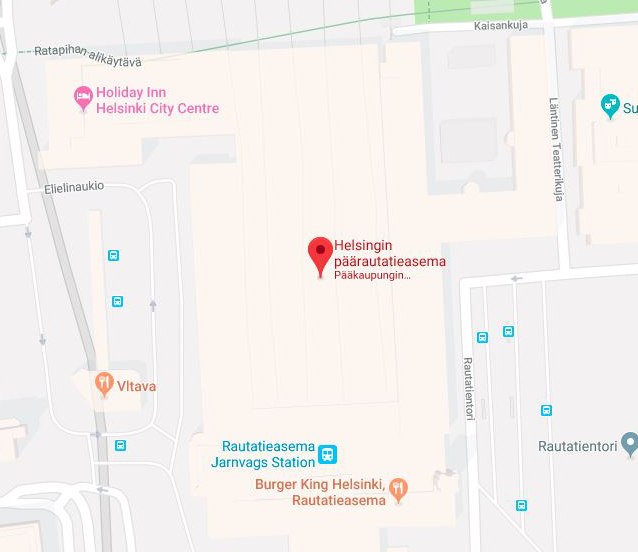 Kaisankuja
Ratapihan alikäytävä
Holiday Inn
Helsinki City Centre
Su
Läntinen Teatterikuja
Elielinaukio
Helsingin
päärautatieasema
Pääkaupungin...
Vltava
Rautatientori
Rautatieasema
Jarnvags Station
Rautatientori
Burger King Helsinki,
Rautatieasema